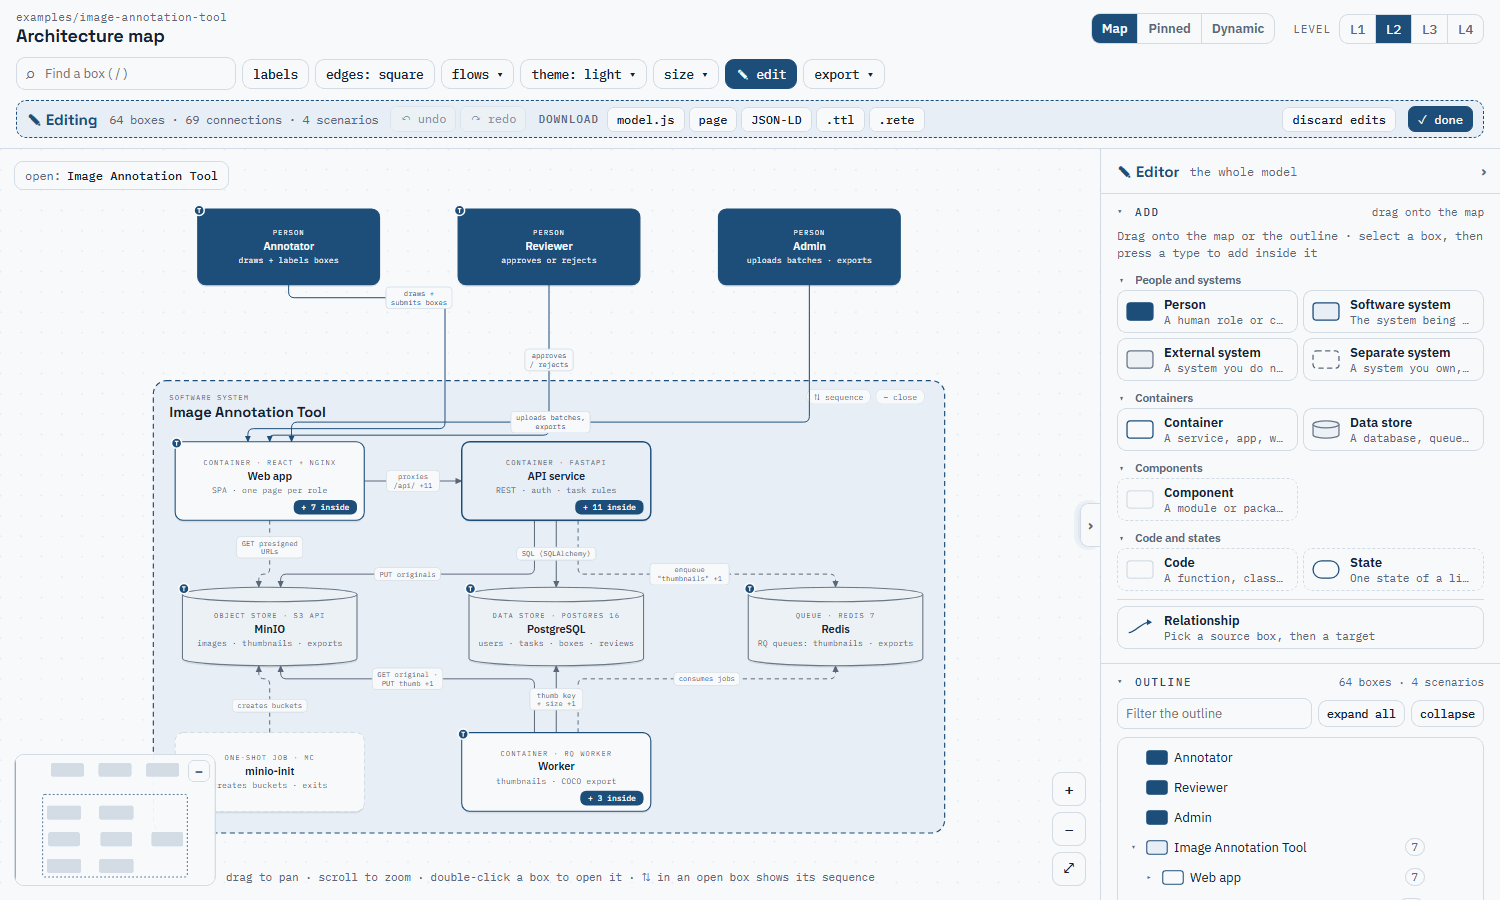 examples/image-annotation-tool
Architecture map
Map Pinned Dynamic LEVEL L1 L2 L3 L4
Find a box (/) labels edges: square flows ▾ theme: light ▾ size ▾ edit export ▾
Editing 64 boxes · 69 connections · 4 scenarios undo redo DOWNLOAD model.js page JSON-LD .ttl .rete discard edits ✓ done
open: Image Annotation Tool
T
PERSON
Annotator
draws + labels boxes
T
PERSON
Reviewer
approves or rejects
PERSON
Admin
uploads batches · exports
draws +
submits boxes
approves
/ rejects
SOFTWARE SYSTEM
Image Annotation Tool
⇅ sequence − close
uploads batches,
exports
T
CONTAINER · REACT + NGINX
Web app
SPA · one page per role
+ 7 inside
proxies
/api/ +11
CONTAINER · FASTAPI
API service
REST · auth · task rules
+ 11 inside
GET presigned
URLs
SQL (SQLAlchemy)
PUT originals
enqueue
"thumbnails" +1
T
OBJECT STORE · S3 API
MinIO
images · thumbnails · exports
T
DATA STORE · POSTGRES 16
PostgreSQL
users · tasks · boxes · reviews
T
QUEUE · REDIS 7
Redis
RQ queues: thumbnails · exports
GET original ·
PUT thumb +1
consumes jobs
thumb key
+ size +1
creates buckets
ONE-SHOT JOB · MC
minio-init
reates buckets · exits
T
CONTAINER · RQ WORKER
Worker
thumbnails · COCO export
+ 3 inside
−
+
−
drag to pan · scroll to zoom · double-click a box to open it · ⇅ in an open box shows its sequence
›
Editor the whole model ›
▾ ADD drag onto the map
Drag onto the map or the outline · select a box, then
press a type to add inside it
▾ People and systems
Person
A human role or c…
Software system
The system being …
External system
A system you do n…
Separate system
A system you own,…
▾ Containers
Container
A service, app, w…
Data store
A database, queue…
▾ Components
Component
A module or packa…
▾ Code and states
Code
A function, class…
State
One state of a li…
Relationship
Pick a source box, then a target
▾ OUTLINE 64 boxes · 4 scenarios
Filter the outline expand all collapse
Annotator
Reviewer
Admin
▾ Image Annotation Tool 7
▸ Web app 7